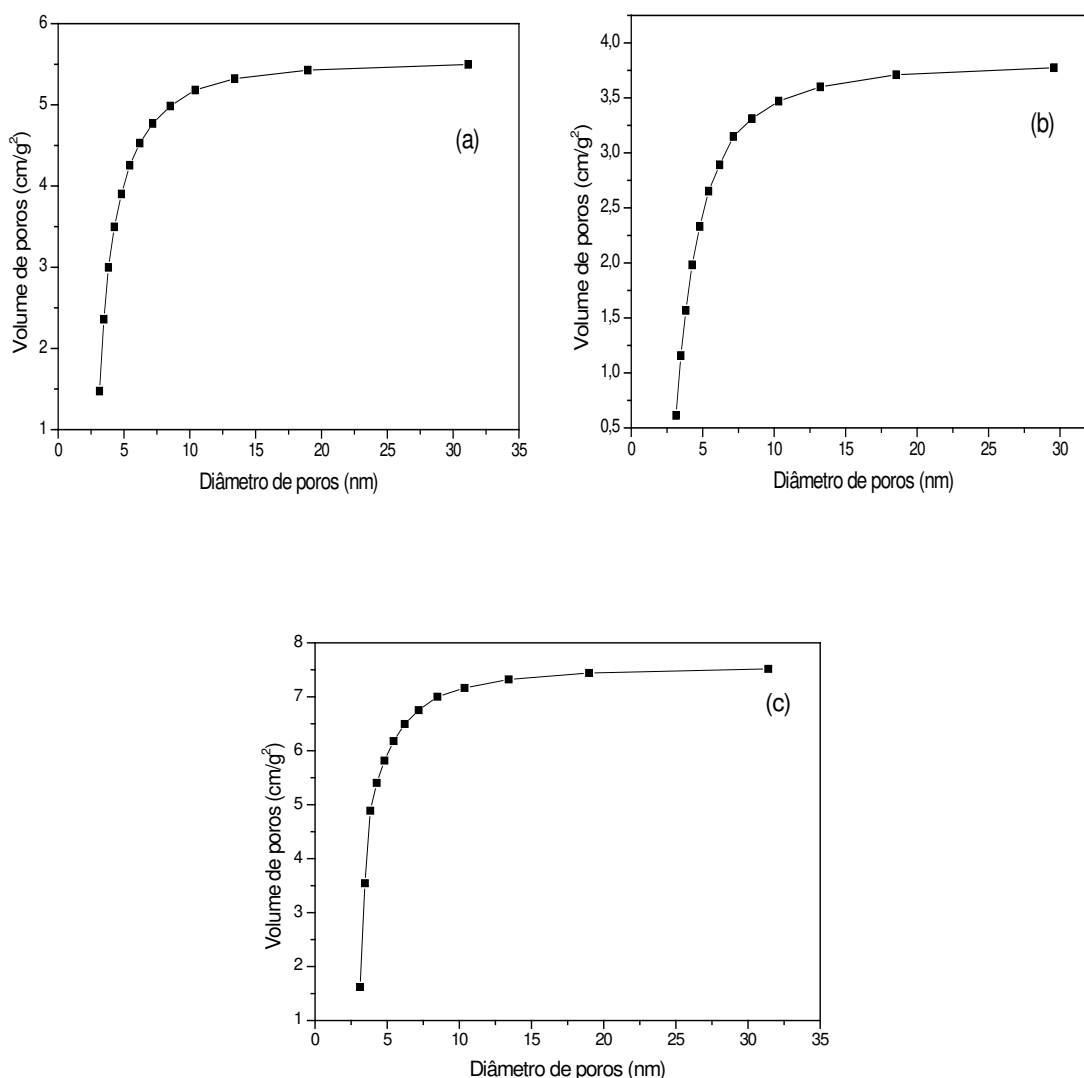 6
5
4
3
2
1
Volume de poros (cm/g²)
(a)
0 5 10 15 20 25 30 35
Diâmetro de poros (nm)
4,0
3,5
3,0
2,5
2,0
1,5
1,0
0,5
Volume de poros (cm/g²)
(b)
0 5 10 15 20 25 30
Diâmetro de poros (nm)
8
7
6
5
4
3
2
1
Volume de poros (cm/g²)
(c)
0 5 10 15 20 25 30 35
Diâmetro de poros (nm)